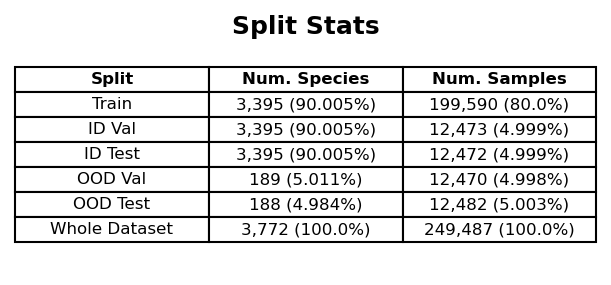 Split Stats
Split Num. Species Num. Samples
Train 3,395 (90.005%) 199,590 (80.0%)
ID Val 3,395 (90.005%) 12,473 (4.999%)
ID Test 3,395 (90.005%) 12,472 (4.999%)
OOD Val 189 (5.011%) 12,470 (4.998%)
OOD Test 188 (4.984%) 12,482 (5.003%)
Whole Dataset 3,772 (100.0%) 249,487 (100.0%)